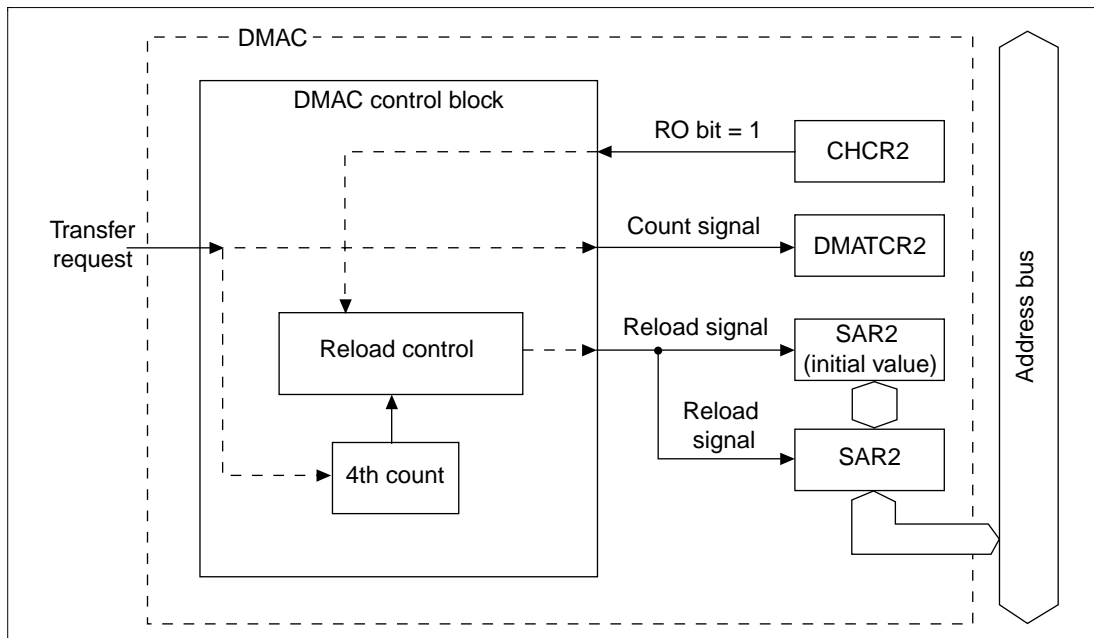 DMAC
DMAC control block
RO bit = 1
CHCR2
Transfer
request
Count signal
DMATCR2
Reload control
Reload signal
SAR2
(initial value)
Reload
signal
4th count
SAR2
Address bus